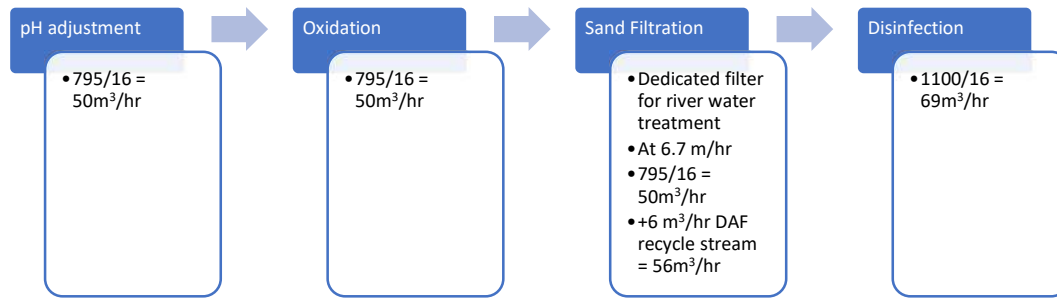 pH adjustment
•795/16 =
50m³/hr
Oxidation
•795/16 =
50m³/hr
Sand Filtration
•Dedicated filter
for river water
treatment
•At 6.7 m/hr
•795/16 =
50m³/hr
•+6 m³/hr DAF
recycle stream
= 56m³/hr
Disinfection
•1100/16 =
69m³/hr